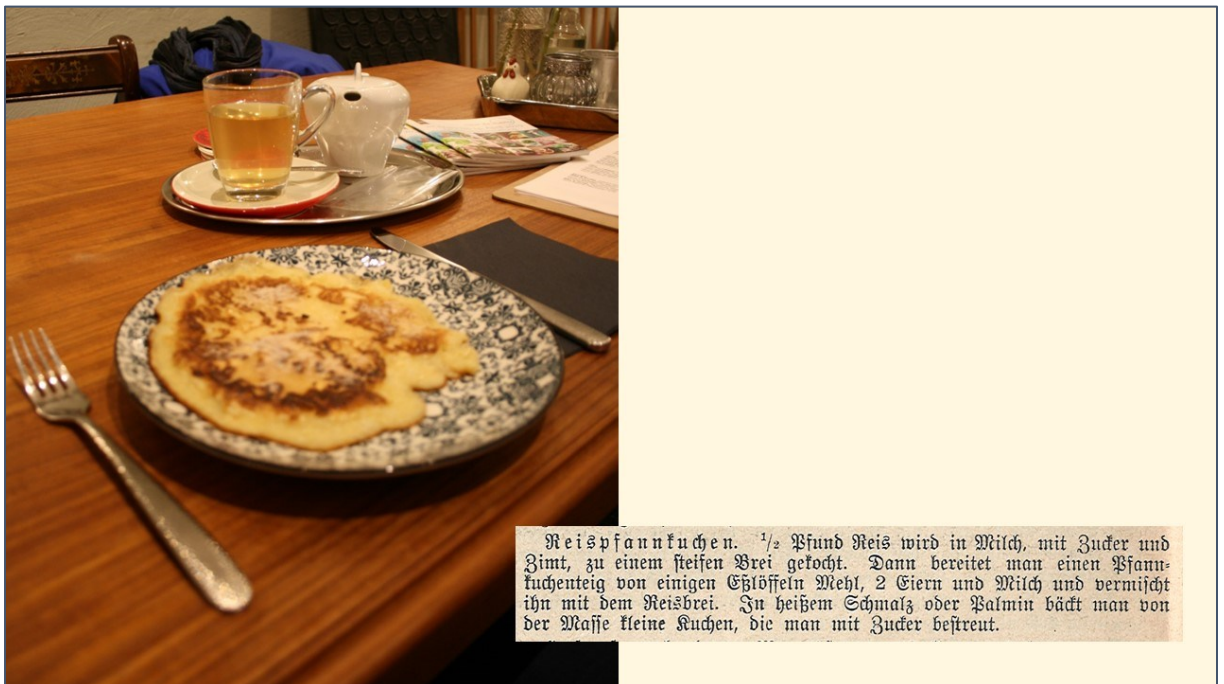 Reispfannkuchen. 1/2 Pfund Reis wird in Milch, mit Zucker und
Zimt, zu einem steifen Brei gekocht. Dann bereitet man einen Pfann-
kuchenteig von einigen Eßlöffeln Mehl, 2 Eiern und Milch und vermischt
ihn mit dem Reisbrei. In heißem Schmalz oder Palmin bäckt man von
der Masse kleine Kuchen, die man mit Zucker bestreut.